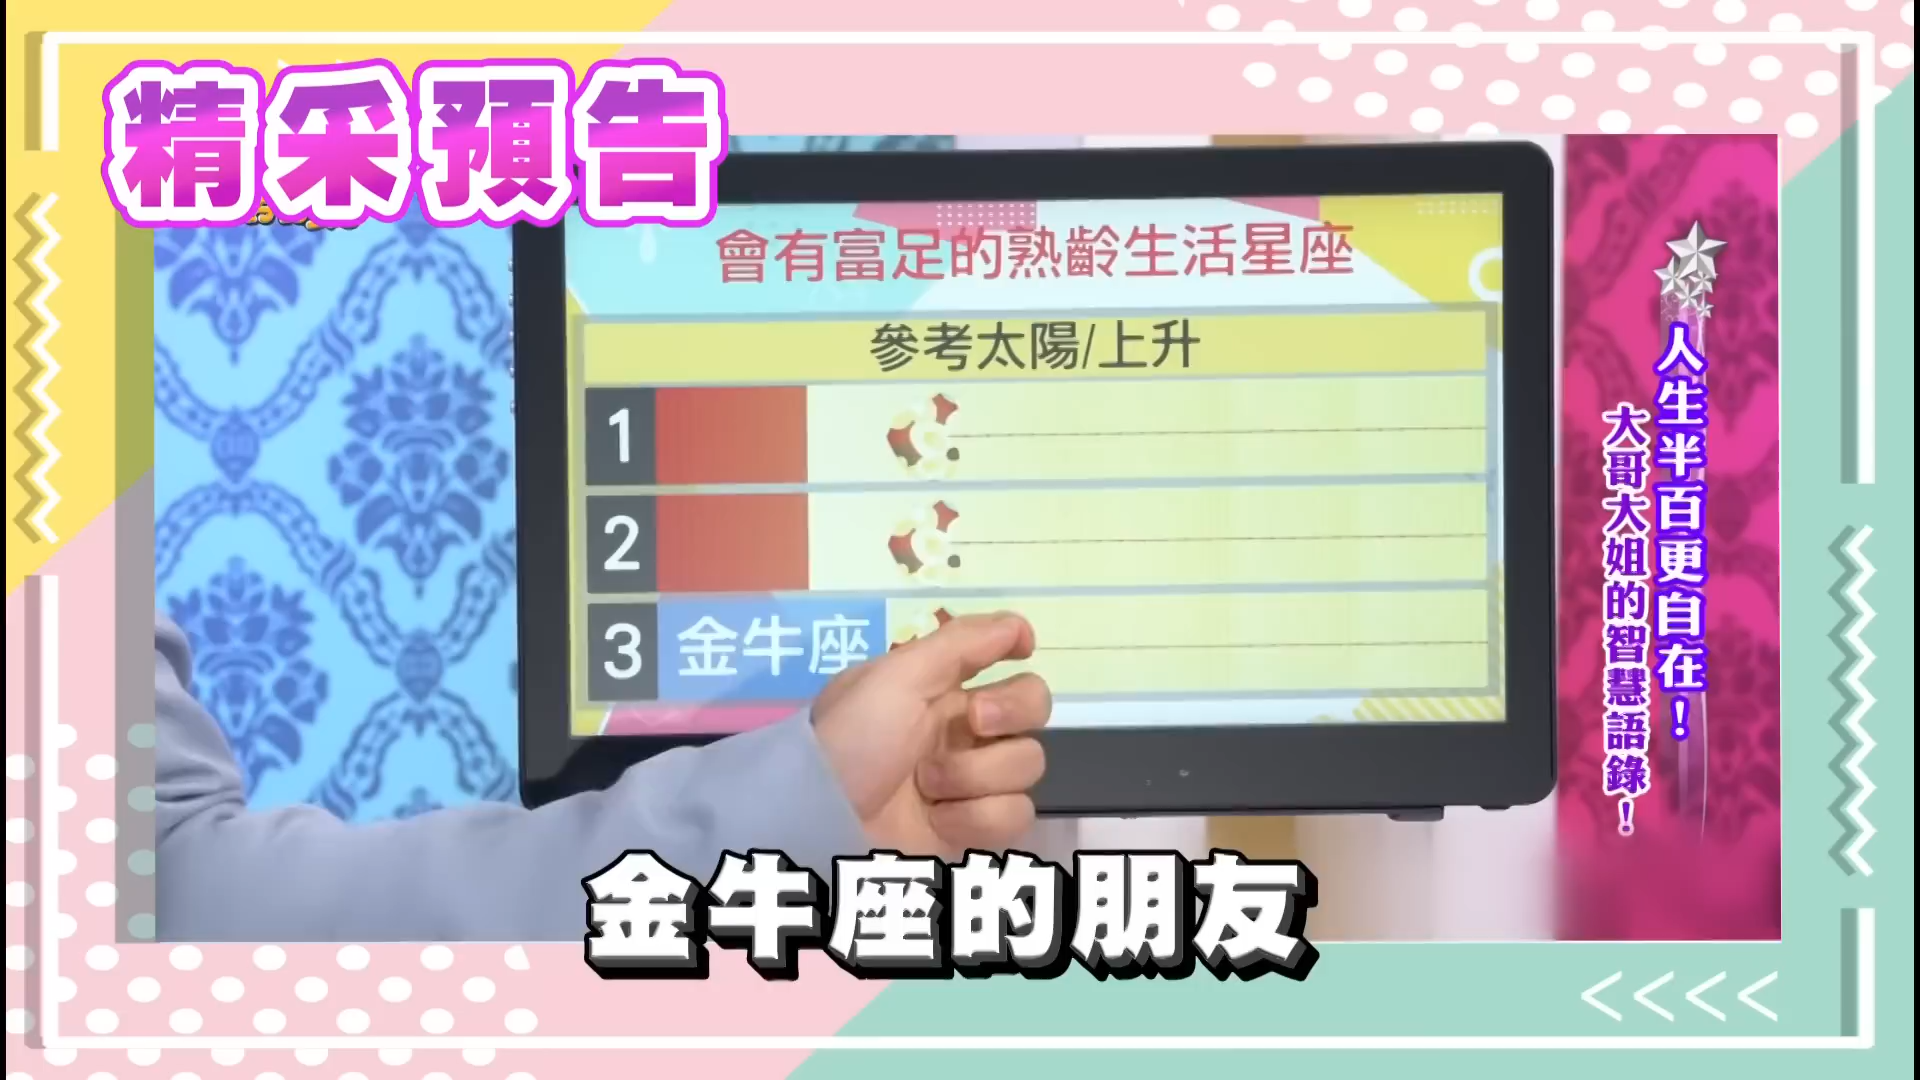 精采預告
會有富足的熟齡生活星座
參考太陽/上升
1
2
3 金牛座
人生半百更自在!
大哥大姐的智慧語錄!
金牛座的朋友